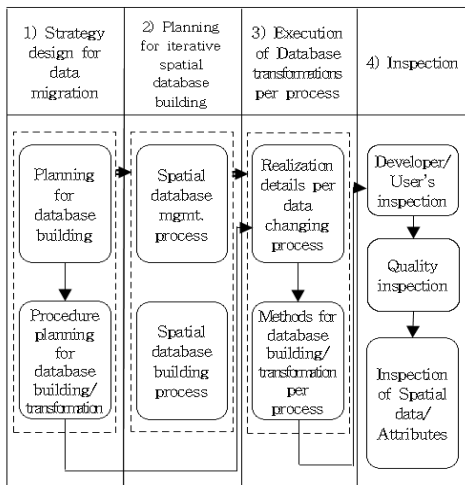 1) Strategy
design for
data
migration
2) Planning
for iterative
spatial
database
building
3) Execution
of Database
transformations
per process
4) Inspection
Planning
for
database
building
Procedure
planning
for
database
building/
transformation
Spatial
database
mgmt.
process
Spatial
database
building
process
Realization
details per
data
changing
process
Methods for
database
building/
transformation
per
process
Developer/
User's
inspection
Quality
inspection
Inspection
of Spatial
data/
Attributes